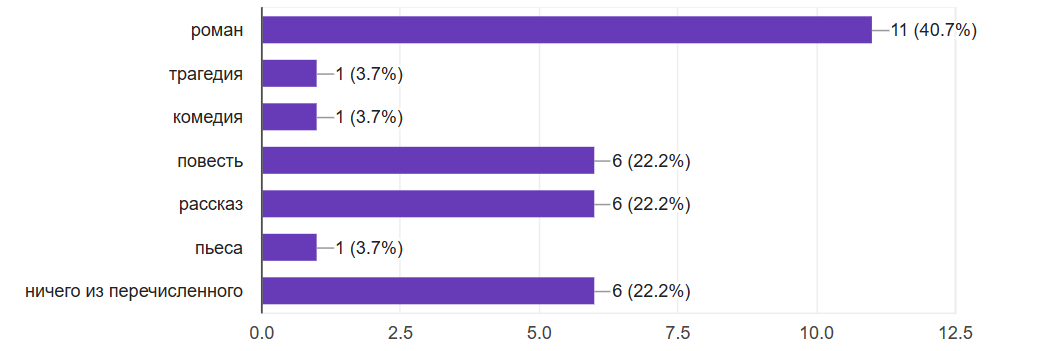 роман 11 (40.7%)
трагедия 1 (3.7%)
комедия 1 (3.7%)
повесть 6 (22.2%)
рассказ 6 (22.2%)
пьеса 1 (3.7%)
ничего из перечисленного 6 (22.2%)
0.0 2.5 5.0 7.5 10.0 12.5